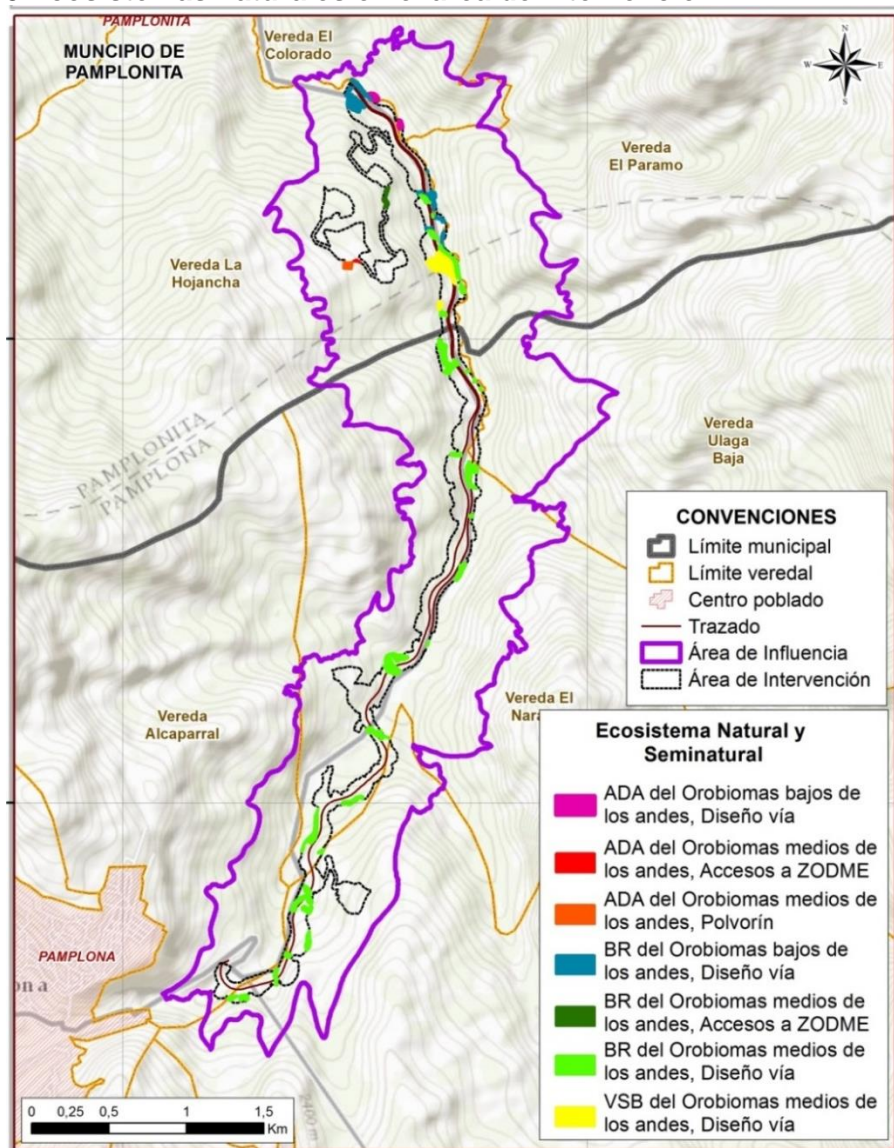 PAMPLONITA
MUNCIPIO DE
PAMPLONITA
Vereda El
Colorado
N
W
E
S
Vereda
El Paramo
Vereda La
Hojancha
PAMPLONITA
PAMPLONA
Vereda
Ulaga
Baja
CONVENCIONES
Límite municipal
Límite veredal
Centro poblado
Trazado
Área de Influencia
Área de Intervención
Vereda
Alcaparral
Vereda El
Ecosistema Natural y
Seminatural
ADA del Orobiomas bajos de
los andes, Diseño vía
ADA del Orobiomas medios de
los andes, Accesos a ZODME
ADA del Orobiomas medios de
los andes, Polvorín
BR del Orobiomas bajos de
los andes, Diseño vía
BR del Orobiomas medios de
los andes, Accesos a ZODME
BR del Orobiomas medios de
los andes, Diseño vía
VSB del Orobiomas medios de
los andes, Diseño vía
PAMPLONA
ona
2400 m
0 0,25 0,5 1 1,5
Km